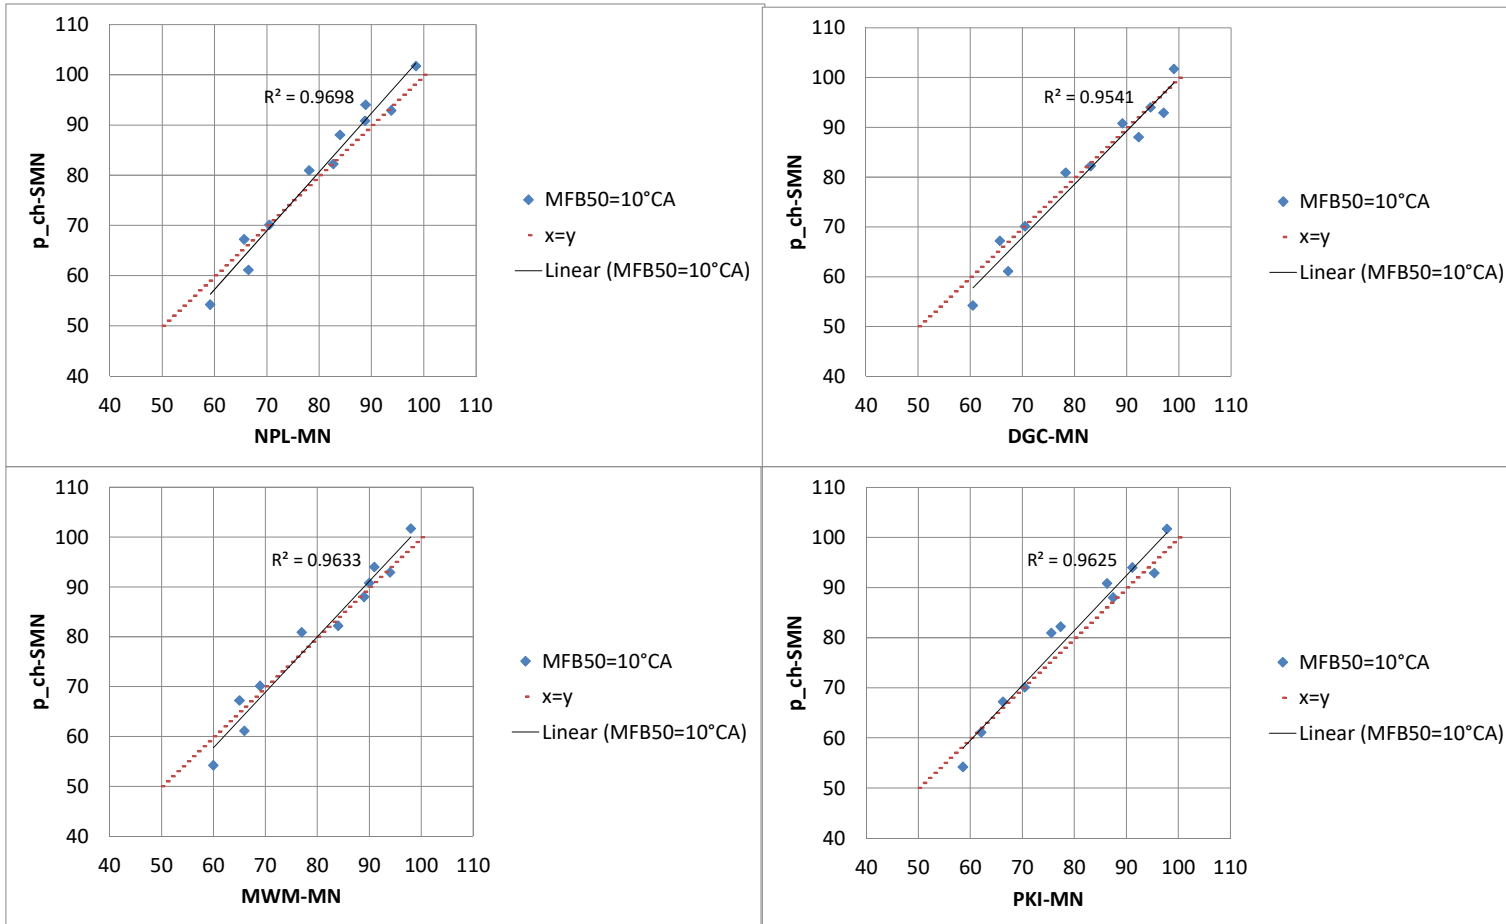 110
100
90
80
70
60
50
40
p_ch-SMN
R² = 0.9698
40 50 60 70 80 90 100 110
NPL-MN
MFB50=10°CA
x=y
Linear (MFB50=10°CA)
110
100
90
80
70
60
50
40
p_ch-SMN
R² = 0.9541
40 50 60 70 80 90 100 110
DGC-MN
MFB50=10°CA
x=y
Linear (MFB50=10°CA)
110
100
90
80
70
60
50
40
p_ch-SMN
R² = 0.9633
40 50 60 70 80 90 100 110
MWM-MN
MFB50=10°CA
x=y
Linear (MFB50=10°CA)
110
100
90
80
70
60
50
40
p_ch-SMN
R² = 0.9625
40 50 60 70 80 90 100 110
PKI-MN
MFB50=10°CA
x=y
Linear (MFB50=10°CA)